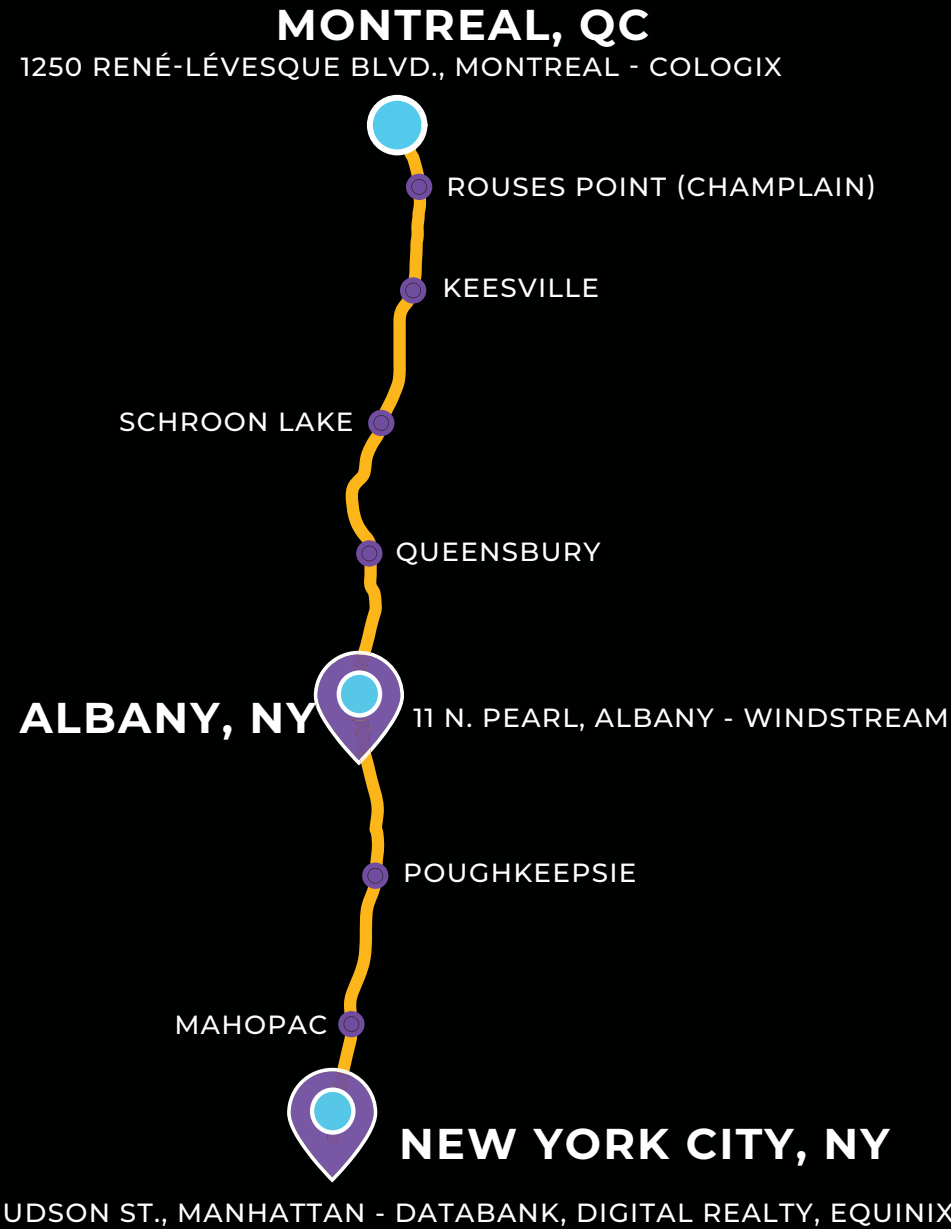 MONTREAL, QC
1250 RENÉ-LÉVESQUE BLVD., MONTREAL - COLOGIX
ROUSES POINT (CHAMPLAIN)
KEESVILLE
SCHROON LAKE
QUEENSBURY
ALBANY, NY
11 N. PEARL, ALBANY - WINDSTREAM
POUGHKEEPSIE
MAHOPAC
NEW YORK CITY, NY
UDSON ST., MANHATTAN - DATABANK, DIGITAL REALTY, EQUINIX